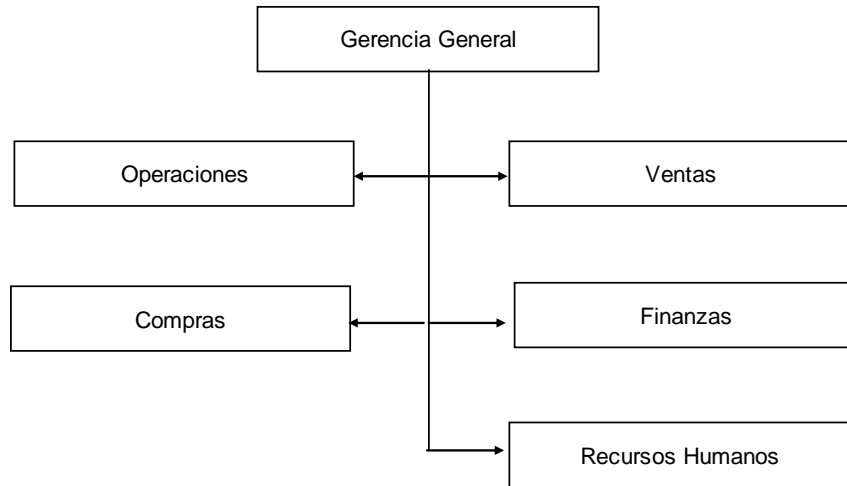 Gerencia General
Operaciones
Ventas
Compras
Finanzas
Recursos Humanos